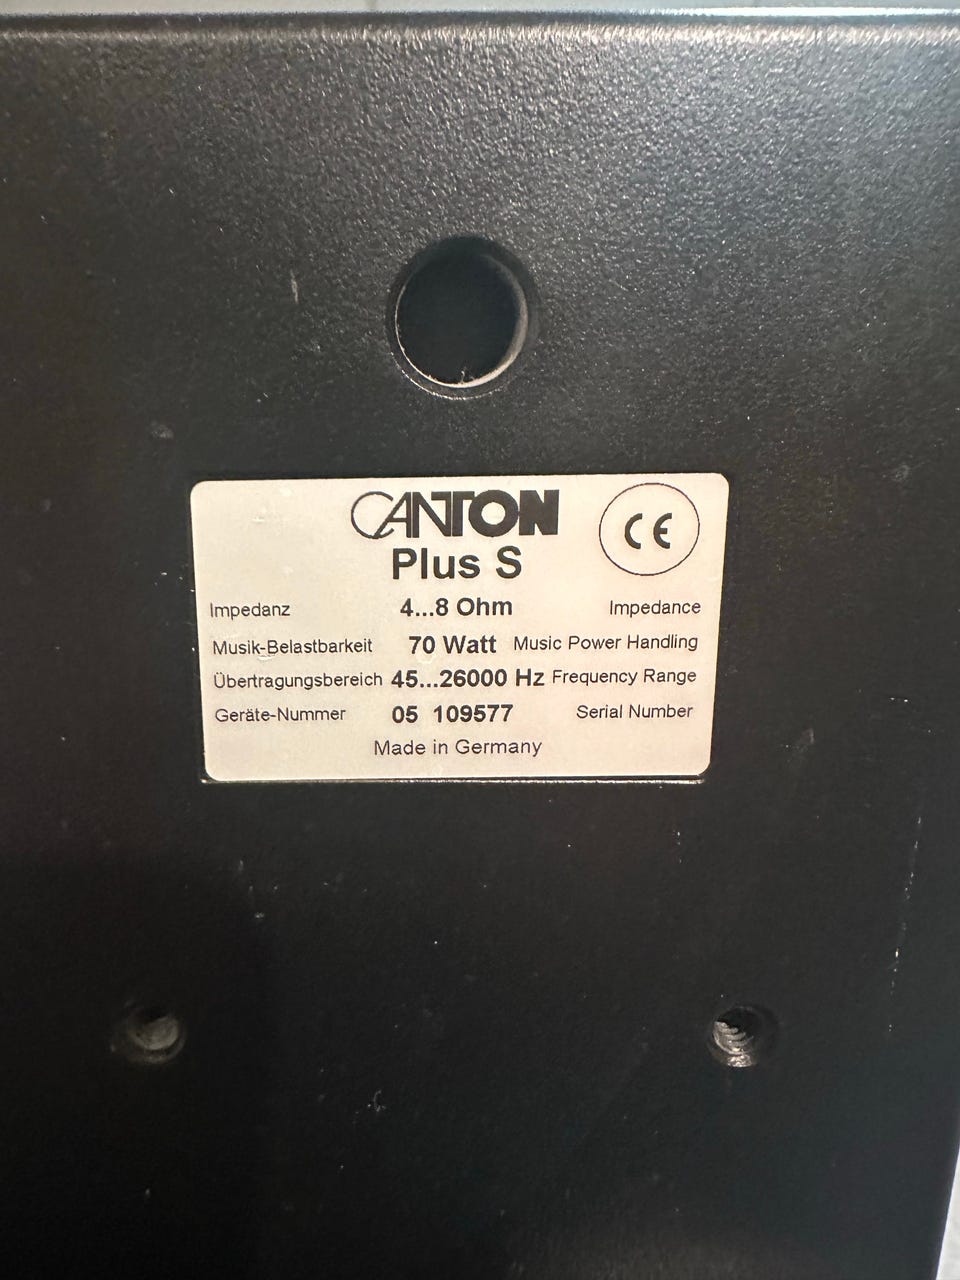 CANTON
Plus S
CE
Impedanz 4...8 Ohm Impedance
Musik-Belastbarkeit 70 Watt Music Power Handling
Übertragungsbereich 45...26000 Hz Frequency Range
Geräte-Nummer 05 109577 Serial Number
Made in Germany